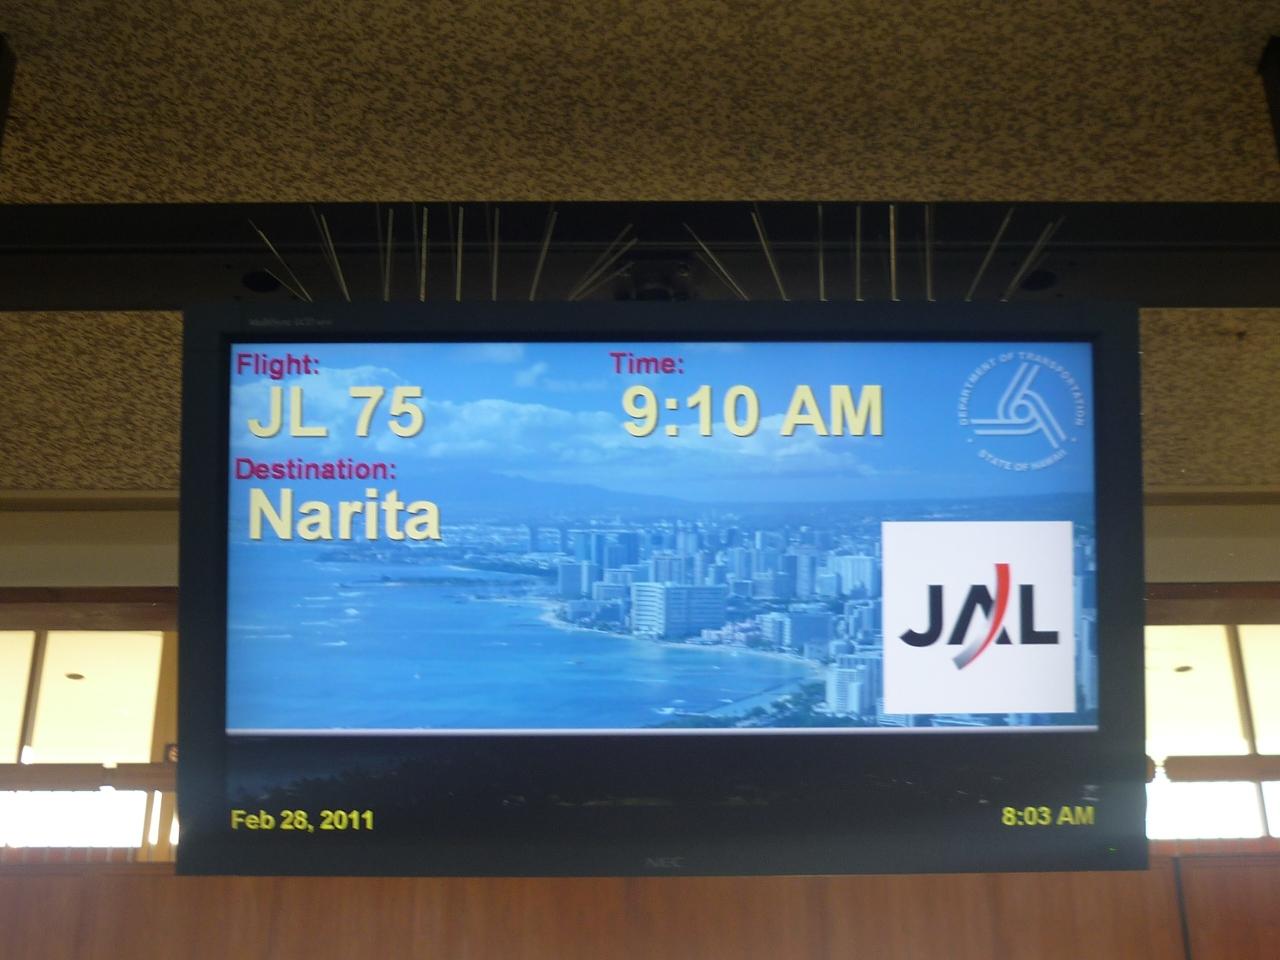 Flight:
JL 75
Time:
9:10 AM
DEPARTMENT OF TRANSPORTATION
STATE OF HAWAII
Destination:
Narita
JAL
Feb 28, 2011
8:03 AM
NEC